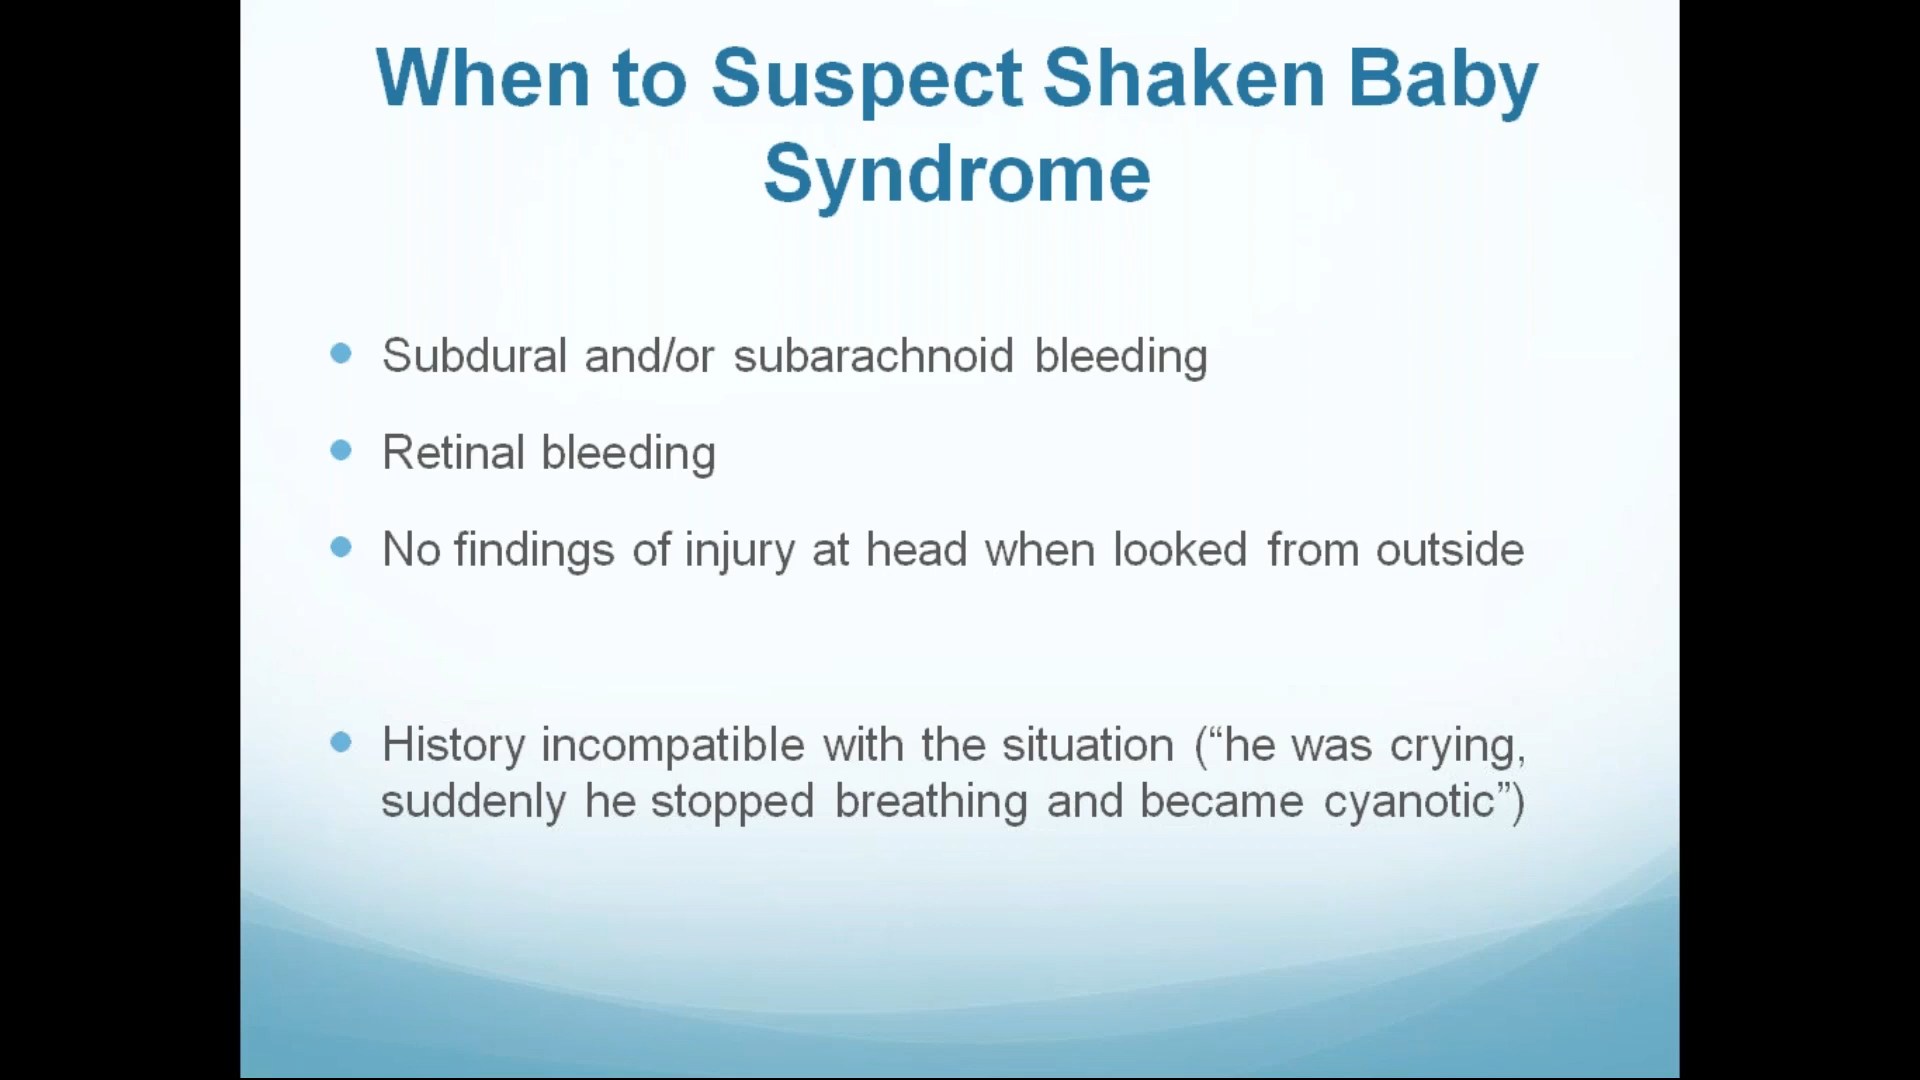 When to Suspect Shaken Baby
Syndrome
• Subdural and/or subarachnoid bleeding
• Retinal bleeding
• No findings of injury at head when looked from outside
• History incompatible with the situation (“he was crying,
suddenly he stopped breathing and became cyanotic”)